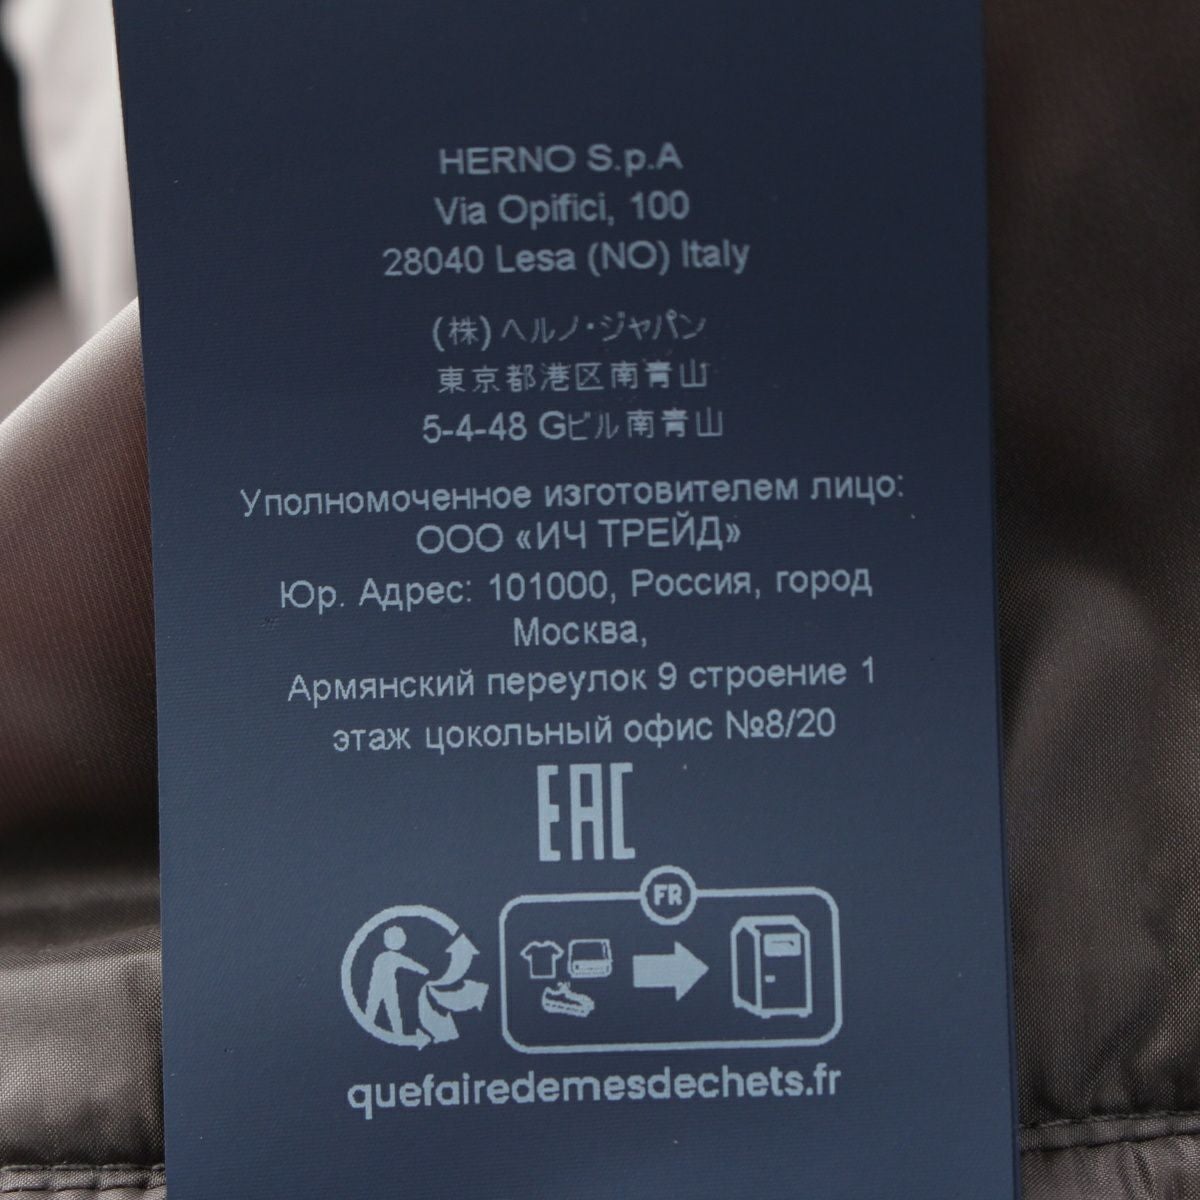 HERNO S.p.A
Via Opifici, 100
28040 Lesa (NO) Italy
(株)ヘルノ・ジャパン
東京都港区南青山
5-4-48 Gビル南青山
Уполномоченное изготовителем лицо:
ООО «ИЧ ТРЕЙД»
Юр. Адрес: 101000, Россия, город
Москва,
Армянский переулок 9 строение 1
этаж цокольный офис №8/20
EAC
FR
quefairedemesdechets.fr